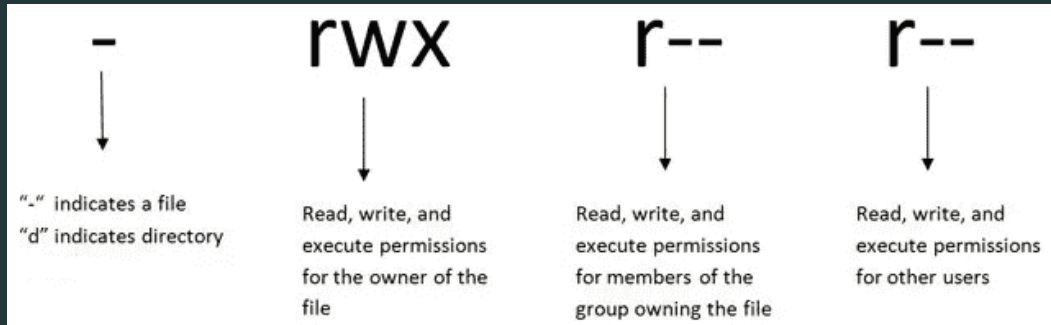 - rwx r-- r--
"-" indicates a file
"d" indicates directory
Read, write, and
execute permissions
for the owner of the
file
Read, write, and
execute permissions
for members of the
group owning the file
Read, write, and
execute permissions
for other users